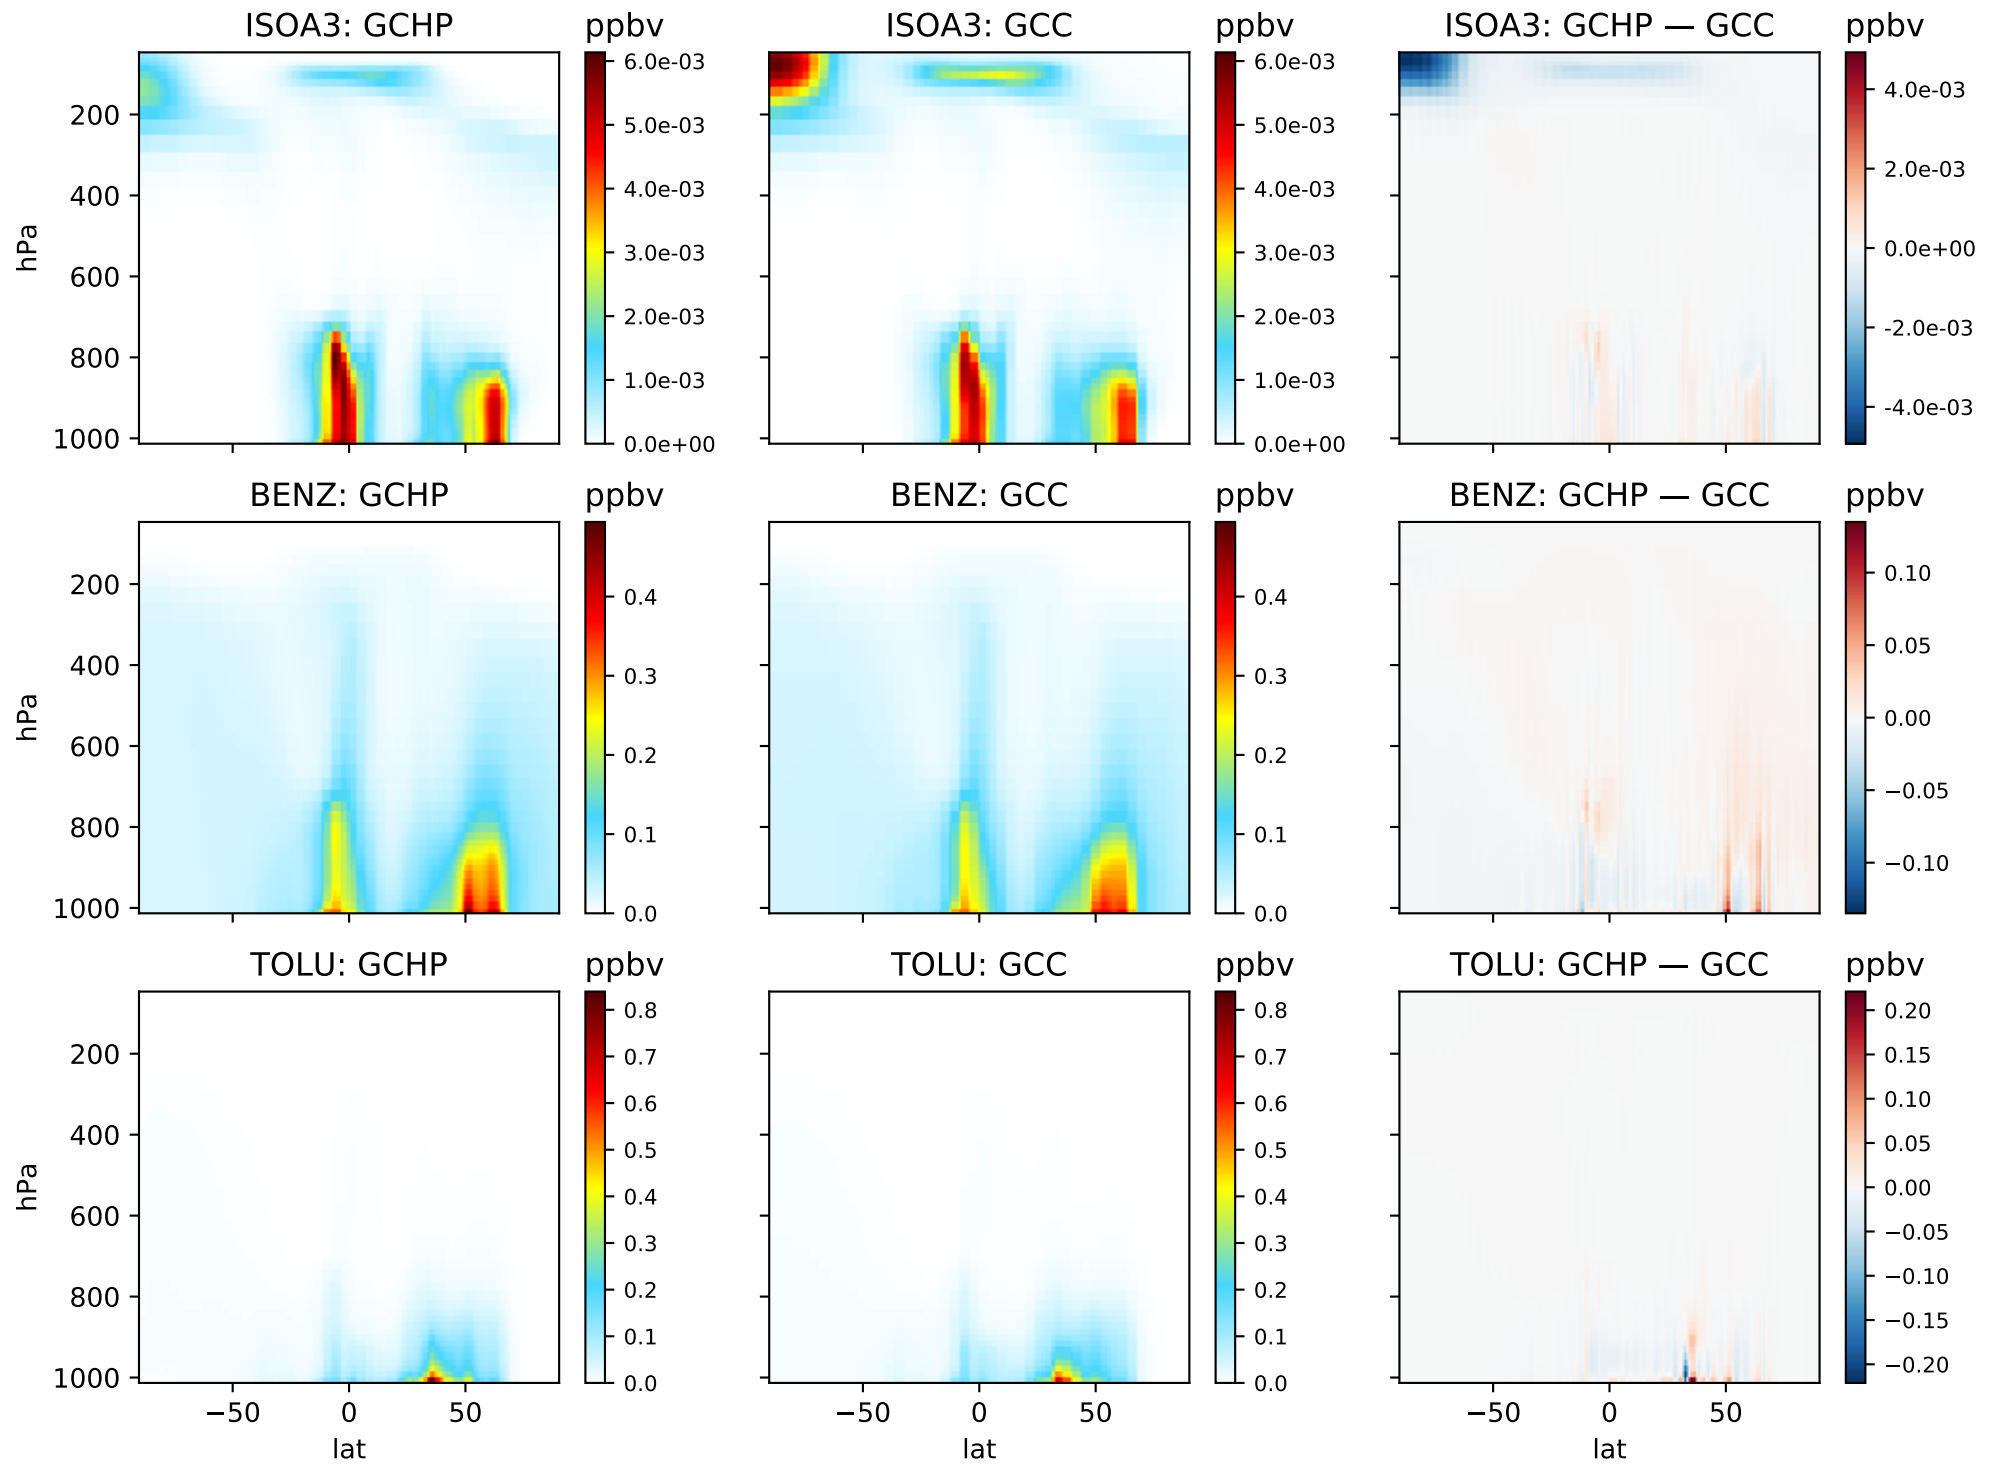 ISOA3: GCHP ppbv ISOA3: GCC ppbv ISOA3: GCHP — GCC ppbv
hPa
200
400
600
800
1000
6.0e-03
5.0e-03
4.0e-03
3.0e-03
2.0e-03
1.0e-03
0.0e+00
6.0e-03
5.0e-03
4.0e-03
3.0e-03
2.0e-03
1.0e-03
0.0e+00
4.0e-03
2.0e-03
0.0e+00
-2.0e-03
-4.0e-03
BENZ: GCHP ppbv BENZ: GCC ppbv BENZ: GCHP — GCC ppbv
hPa
200
400
600
800
1000
0.4
0.3
0.2
0.1
0.0
0.4
0.3
0.2
0.1
0.0
0.10
0.05
0.00
−0.05
−0.10
TOLU: GCHP ppbv TOLU: GCC ppbv TOLU: GCHP — GCC ppbv
hPa
200
400
600
800
1000
0.8
0.7
0.6
0.5
0.4
0.3
0.2
0.1
0.0
0.8
0.7
0.6
0.5
0.4
0.3
0.2
0.1
0.0
0.20
0.15
0.10
0.05
0.00
−0.05
−0.10
−0.15
−0.20
−50 0 50 −50 0 50 −50 0 50
lat lat lat